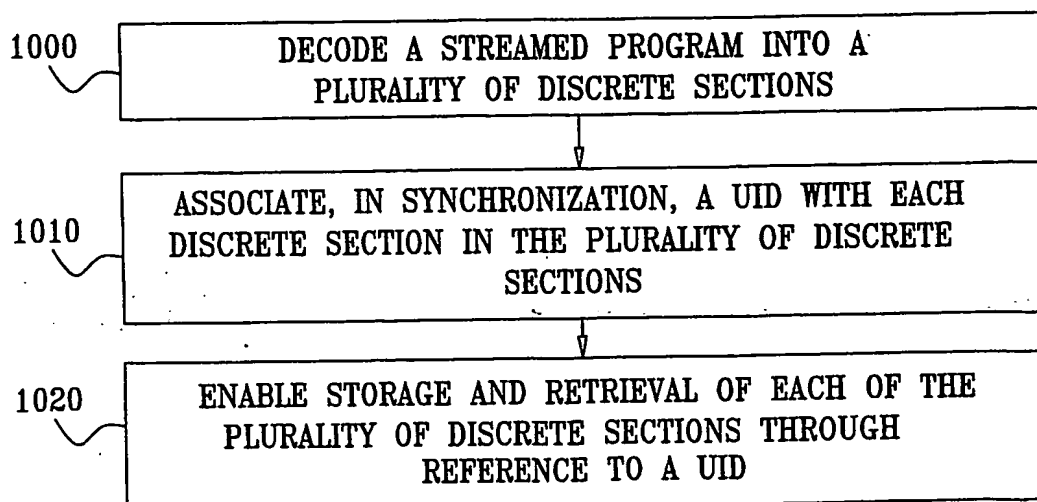 1000
DECODE A STREAMED PROGRAM INTO A
PLURALITY OF DISCRETE SECTIONS
1010
ASSOCIATE, IN SYNCHRONIZATION, A UID WITH EACH
DISCRETE SECTION IN THE PLURALITY OF DISCRETE
SECTIONS
1020
ENABLE STORAGE AND RETRIEVAL OF EACH OF THE
PLURALITY OF DISCRETE SECTIONS THROUGH
REFERENCE TO A UID